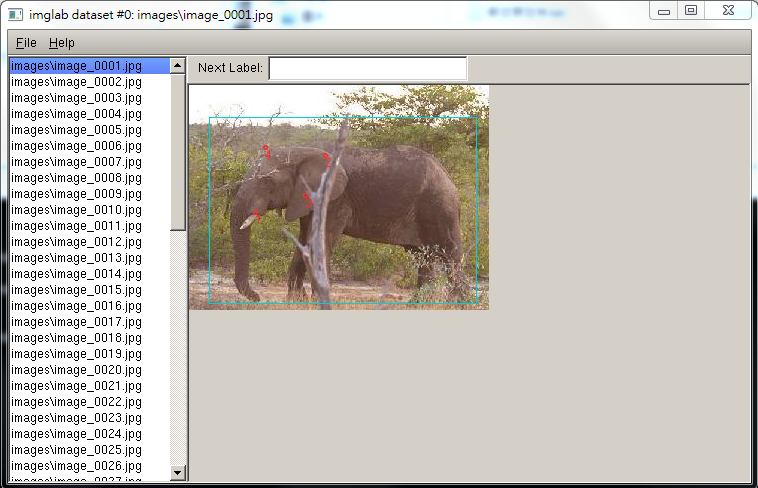 imglab dataset #0: images\image_0001.jpg
File Help
Next Label:
images\image_0001.jpg
images\image_0002.jpg
images\image_0003.jpg
images\image_0004.jpg
images\image_0005.jpg
images\image_0006.jpg
images\image_0007.jpg
images\image_0008.jpg
images\image_0009.jpg
images\image_0010.jpg
images\image_0011.jpg
images\image_0012.jpg
images\image_0013.jpg
images\image_0014.jpg
images\image_0015.jpg
images\image_0016.jpg
images\image_0017.jpg
images\image_0018.jpg
images\image_0019.jpg
images\image_0020.jpg
images\image_0021.jpg
images\image_0022.jpg
images\image_0023.jpg
images\image_0024.jpg
images\image_0025.jpg
images\image_0026.jpg